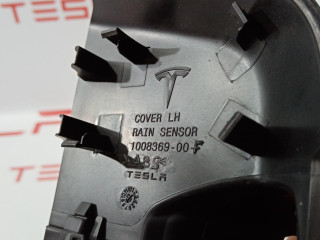 COVER LH
RAIN SENSOR
1008369-00-F
TESLA